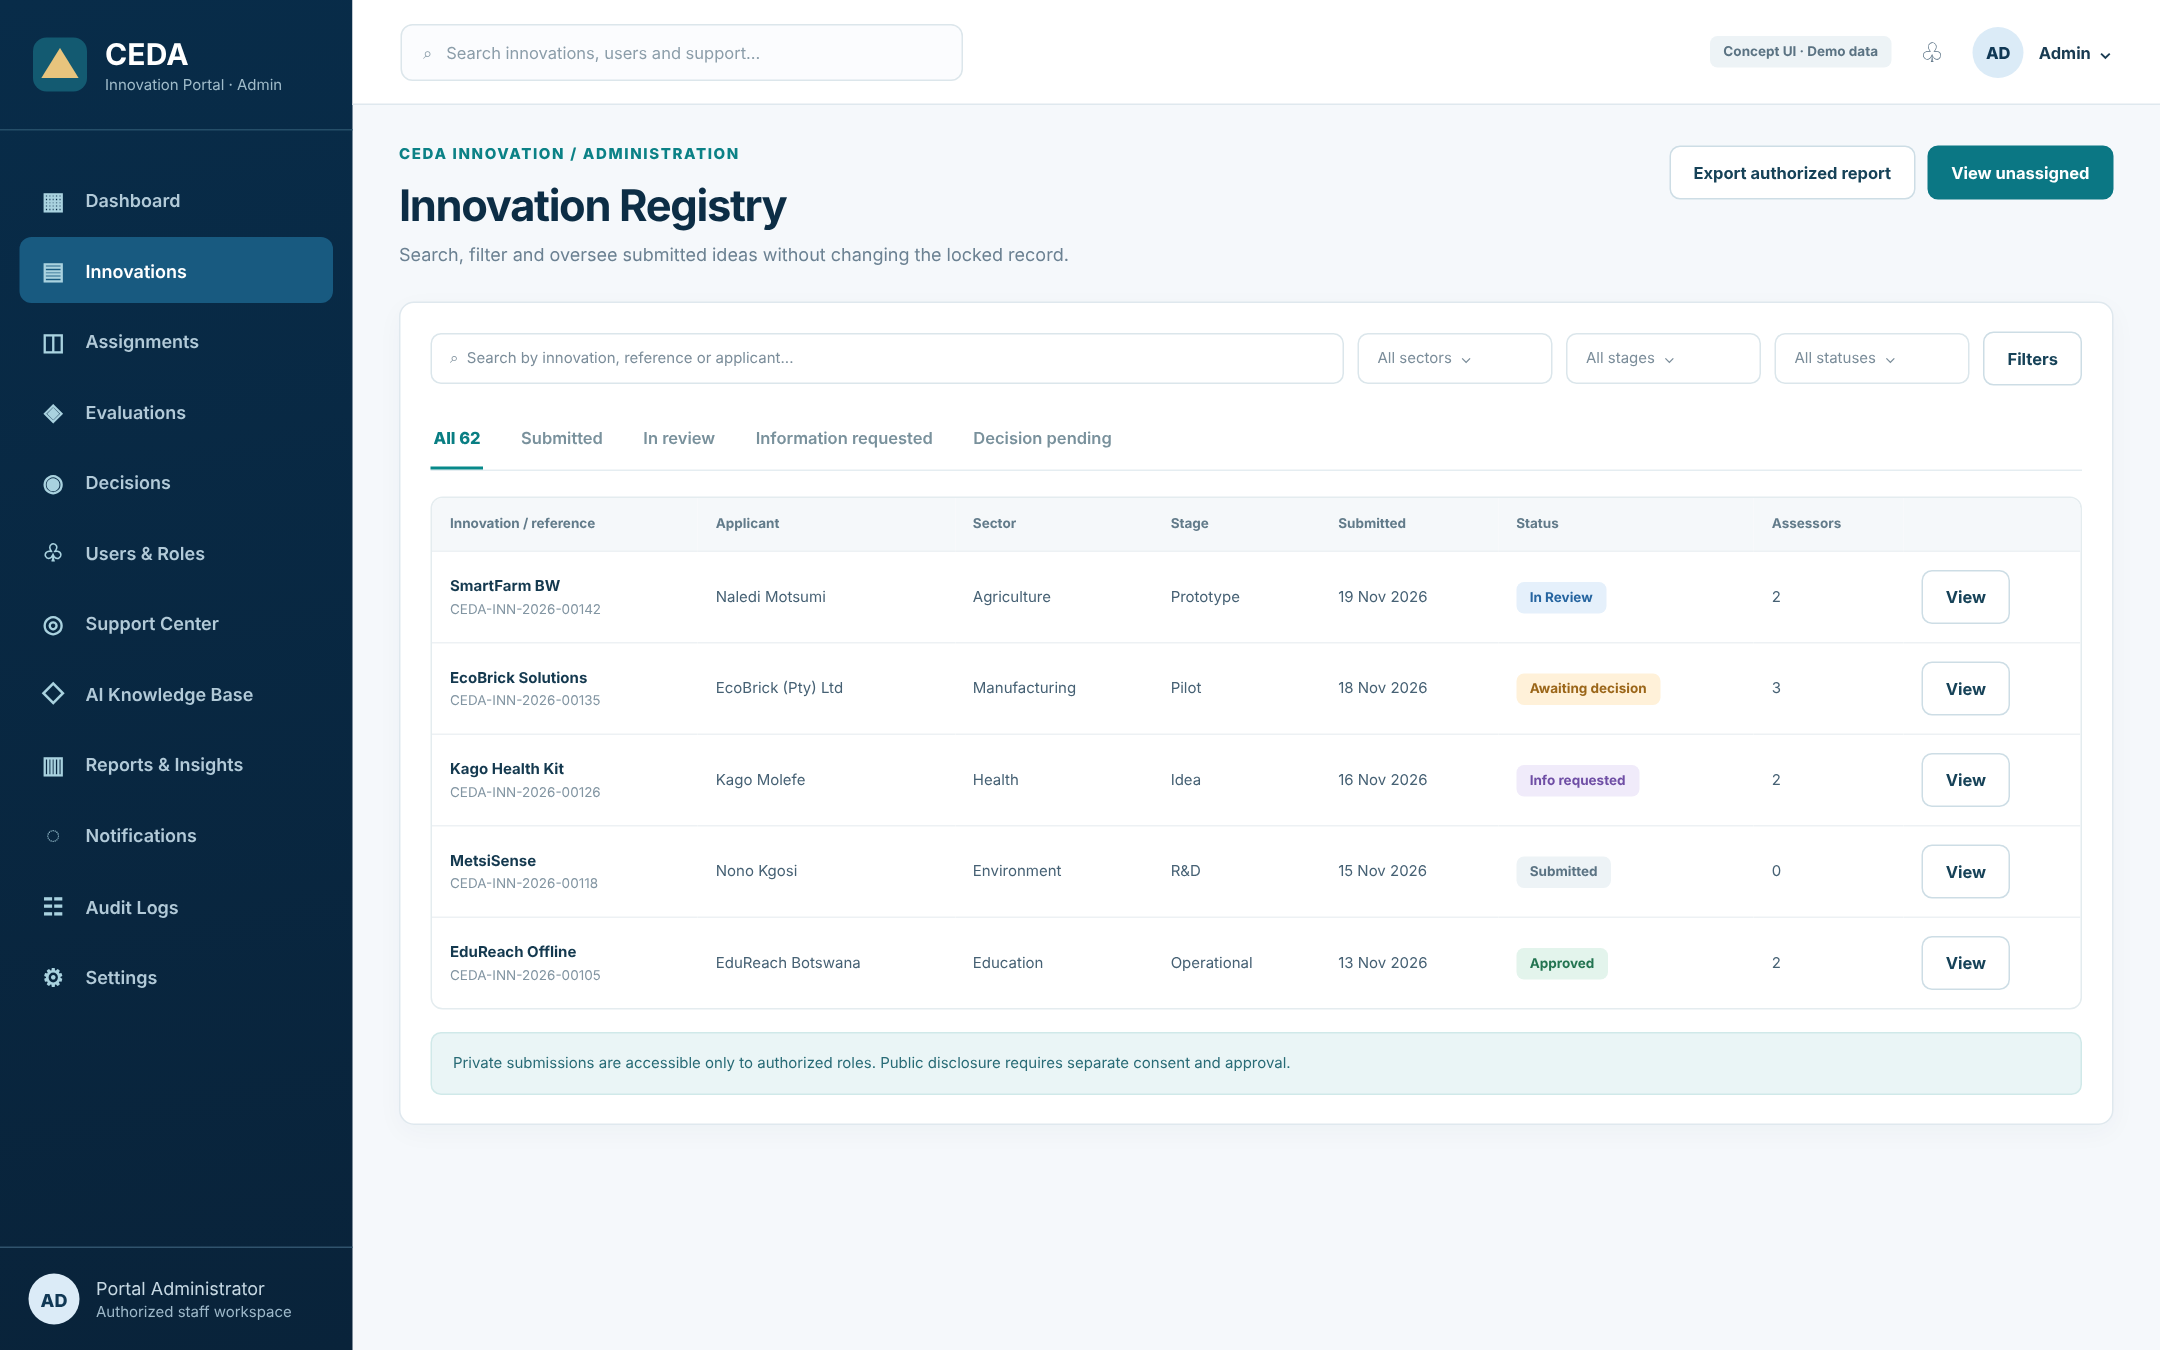 CEDA
Innovation Portal · Admin
Dashboard
Innovations
Assignments
Evaluations
Decisions
Users & Roles
Support Center
AI Knowledge Base
Reports & Insights
Notifications
Audit Logs
Settings
AD
Portal Administrator
Authorized staff workspace
Search innovations, users and support...
Concept UI · Demo data
AD
Admin
CEDA INNOVATION / ADMINISTRATION
Innovation Registry
Search, filter and oversee submitted ideas without changing the locked record.
Export authorized report
View unassigned
Search by innovation, reference or applicant...
All sectors
All stages
All statuses
Filters
All 62
Submitted
In review
Information requested
Decision pending
Innovation / reference Applicant Sector Stage Submitted Status Assessors
SmartFarm BW
CEDA-INN-2026-00142
Naledi Motsumi Agriculture Prototype 19 Nov 2026 In Review 2 View
EcoBrick Solutions
CEDA-INN-2026-00135
EcoBrick (Pty) Ltd Manufacturing Pilot 18 Nov 2026 Awaiting decision 3 View
Kago Health Kit
CEDA-INN-2026-00126
Kago Molefe Health Idea 16 Nov 2026 Info requested 2 View
MetsiSense
CEDA-INN-2026-00118
Nono Kgosi Environment R&D 15 Nov 2026 Submitted 0 View
EduReach Offline
CEDA-INN-2026-00105
EduReach Botswana Education Operational 13 Nov 2026 Approved 2 View
Private submissions are accessible only to authorized roles. Public disclosure requires separate consent and approval.